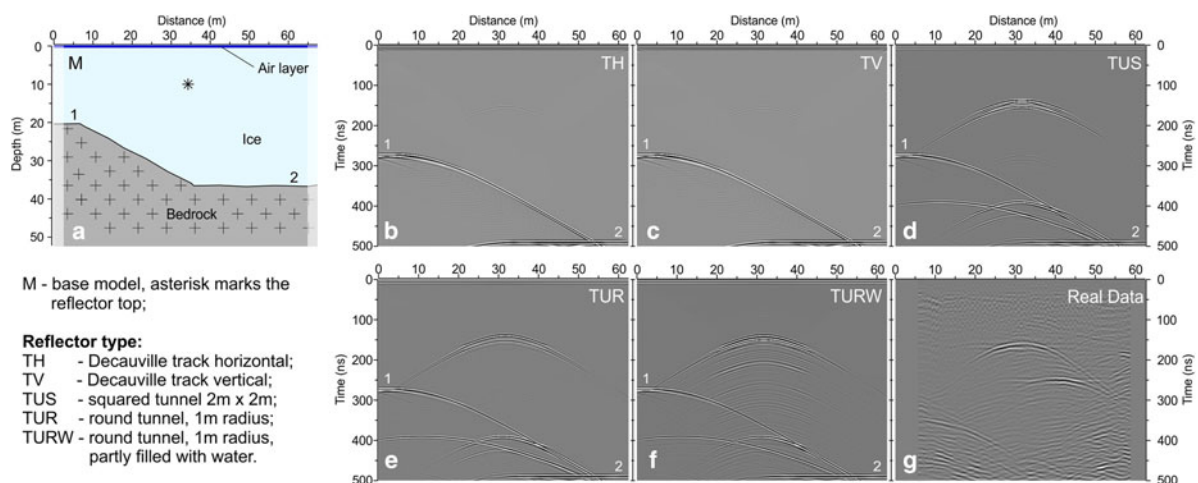 Distance (m)
0 10 20 30 40 50 60
Depth (m)
0
10
20
30
40
50
M
Air layer
1
Ice
2
Bedrock
a
Distance (m)
0 10 20 30 40 50 60
TH
1
2
b
Distance (m)
0 10 20 30 40 50 60
TV
1
2
c
Distance (m)
0 10 20 30 40 50 60
TUS
1
2
d
Time (ns)
0
100
200
300
400
500
Time (ns)
0
100
200
300
400
500
M - base model, asterisk marks the
reflector top;
Reflector type:
TH - Decauville track horizontal;
TV - Decauville track vertical;
TUS - squared tunnel 2m x 2m;
TUR - round tunnel, 1m radius;
TURW - round tunnel, 1m radius,
partly filled with water.
0 10 20 30 40 50 60
TUR
1
2
e
0 10 20 30 40 50 60
TURW
1
2
f
0 10 20 30 40 50 60
Real Data
g
Time (ns)
0
100
200
300
400
500
Time (ns)
0
100
200
300
400
500